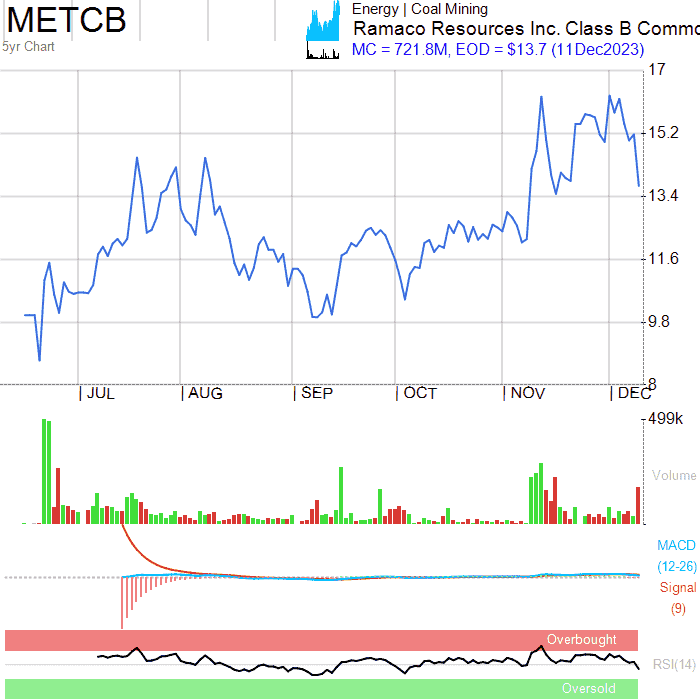 METCB
Energy | Coal Mining
Ramaco Resources Inc. Class B Commo
5yr Chart
MC = 721.8M, EOD = $13.7 (11Dec2023)
17
15.2
13.4
11.6
9.8
8
| JUL | AUG | SEP | OCT | NOV | DEC
499k
Volume
MACD
(12-26)
Signal
(9)
Overbought
RSI(14)
Oversold